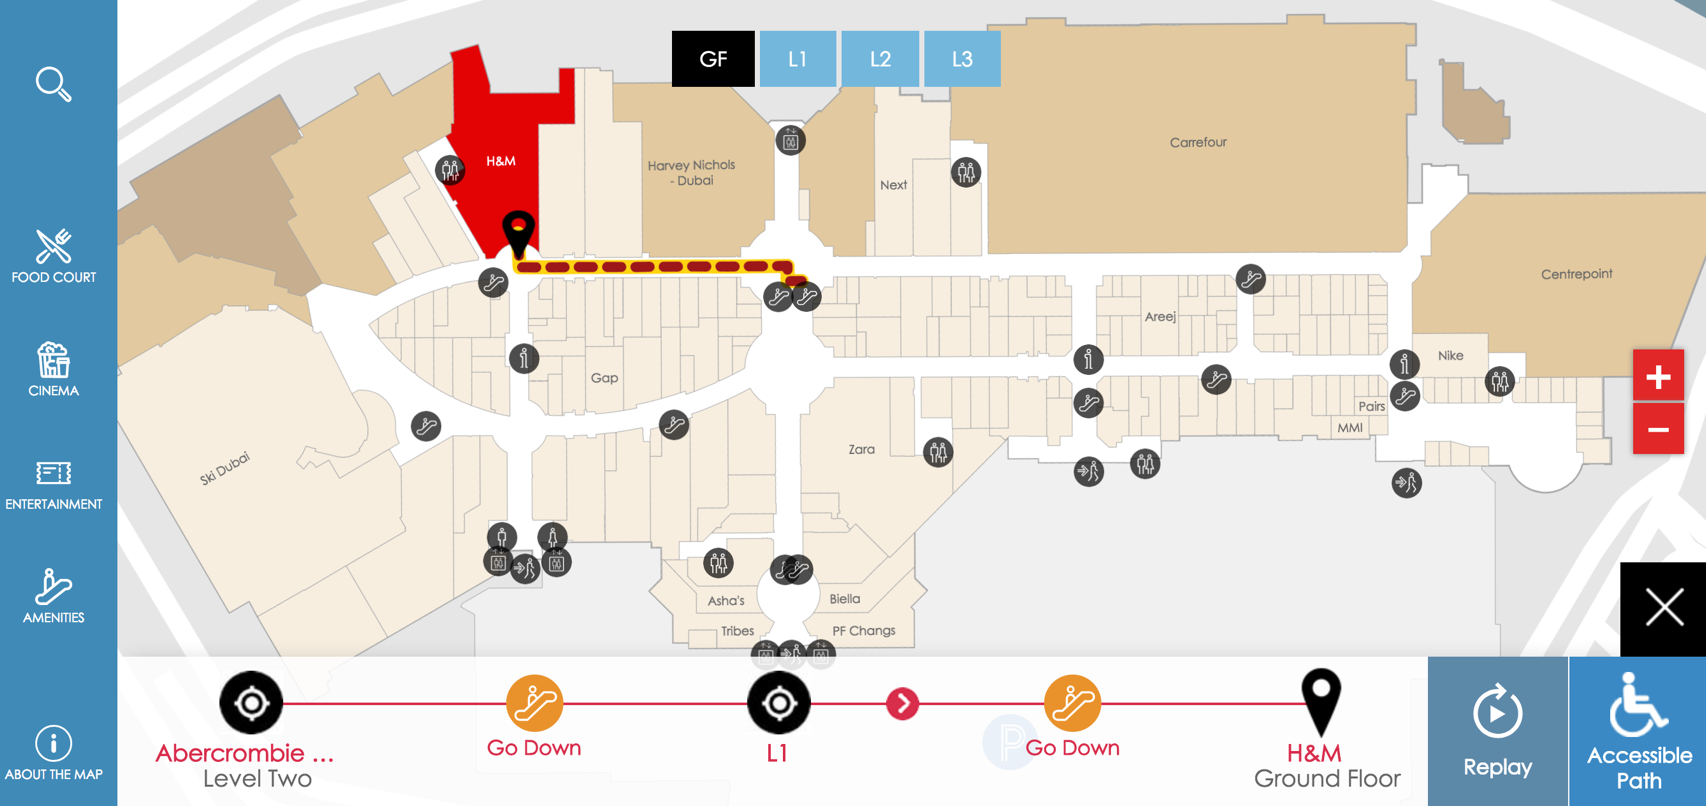 GF
L1
L2
L3
H&M
Harvey Nichols
- Dubai
Next
Carrefour
Centrepoint
Areej
Nike
Gap
Pairs
MMI
Zara
Ski Dubai
Asha's
Biella
Tribes
PF Changs
FOOD COURT
CINEMA
ENTERTAINMENT
AMENITIES
ABOUT THE MAP
+
−
Abercrombie ...
Level Two
Go Down
L1
P
Go Down
H&M
Ground Floor
Replay
Accessible
Path